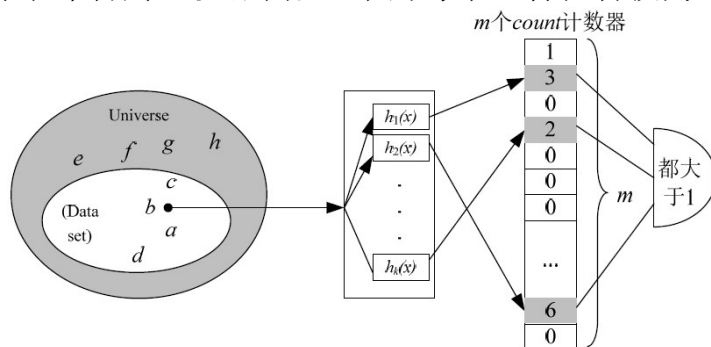 m个count计数器
Universe
e f g h
(Data set)
c
b
a
d
h₁(x)
h₂(x)
.
.
.
hₖ(x)
1
3
0
2
0
0
0
...
6
0
m
都大于1